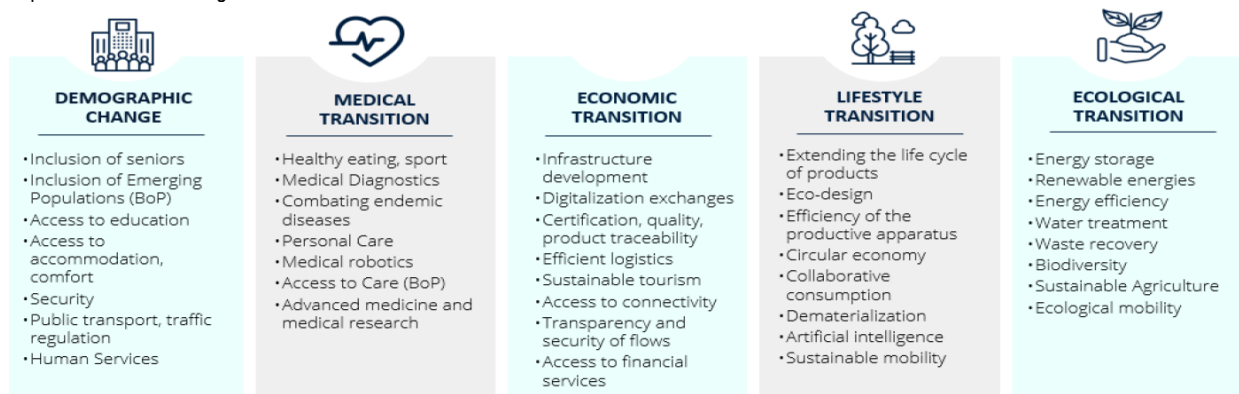 DEMOGRAPHIC
CHANGE
•Inclusion of seniors
•Inclusion of Emerging
Populations (BoP)
•Access to education
•Access to
accommodation,
comfort
•Security
•Public transport, traffic
regulation
•Human Services
MEDICAL
TRANSITION
•Healthy eating, sport
•Medical Diagnostics
•Combating endemic
diseases
•Personal Care
•Medical robotics
•Access to Care (BoP)
•Advanced medicine and
medical research
ECONOMIC
TRANSITION
•Infrastructure
development
•Digitalization exchanges
•Certification, quality,
product traceability
•Efficient logistics
•Sustainable tourism
•Access to connectivity
•Transparency and
security of flows
•Access to financial
services
LIFESTYLE
TRANSITION
•Extending the life cycle
of products
•Eco-design
•Efficiency of the
productive apparatus
•Circular economy
•Collaborative
consumption
•Dematerialization
•Artificial intelligence
•Sustainable mobility
ECOLOGICAL
TRANSITION
•Energy storage
•Renewable energies
•Energy efficiency
•Water treatment
•Waste recovery
•Biodiversity
•Sustainable Agriculture
•Ecological mobility